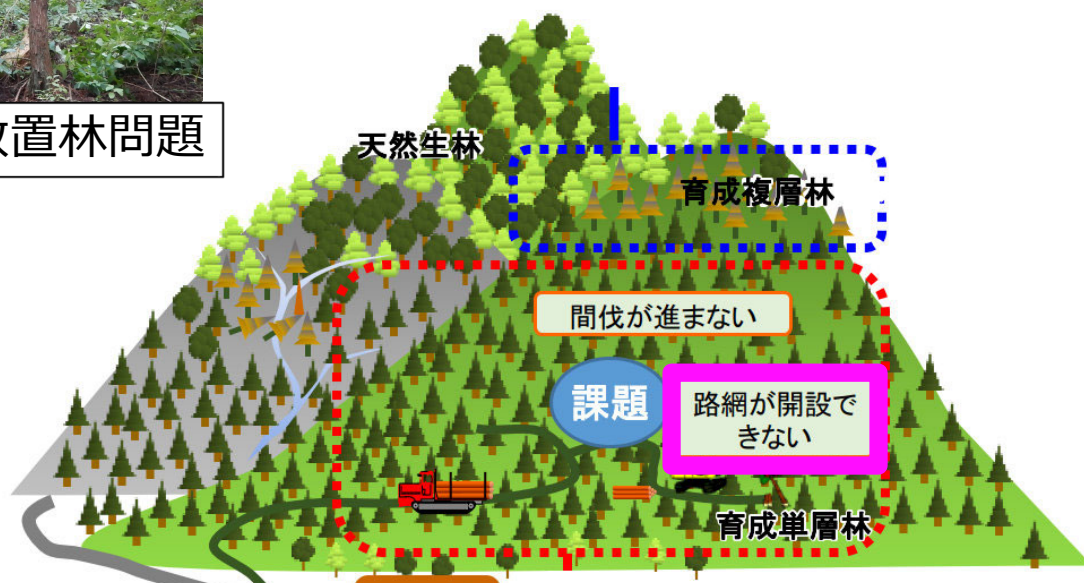 放置林問題
天然生林
育成複層林
間伐が進まない
課題
路網が開設で
きない
育成単層林